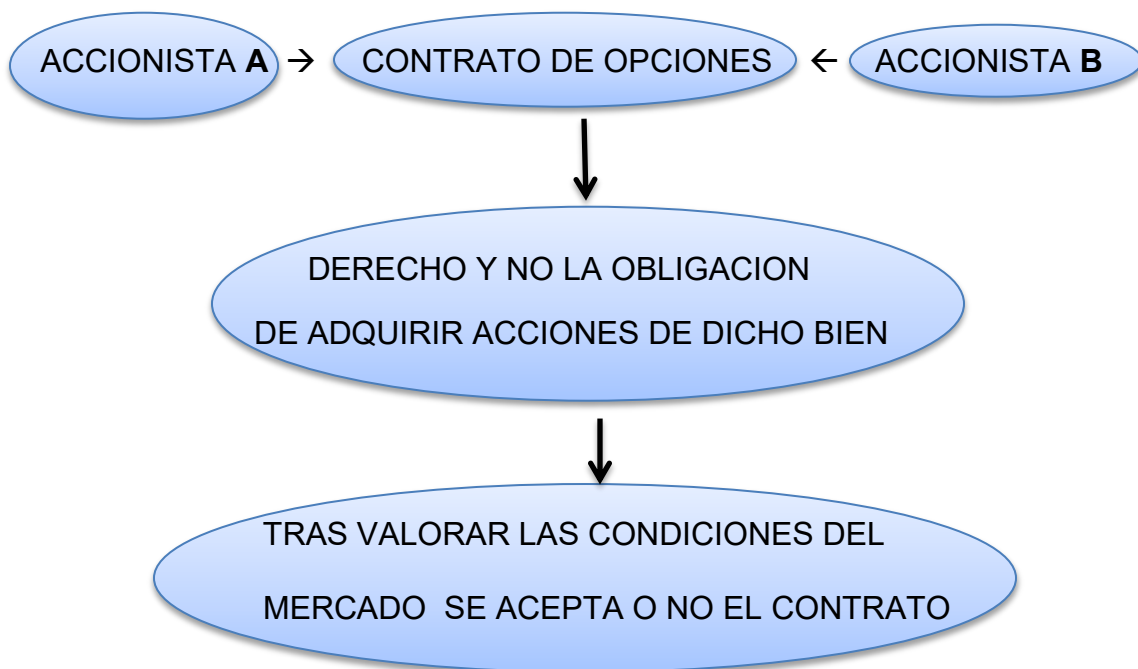 ACCIONISTA A → CONTRATO DE OPCIONES ← ACCIONISTA B
DERECHO Y NO LA OBLIGACION
DE ADQUIRIR ACCIONES DE DICHO BIEN
TRAS VALORAR LAS CONDICIONES DEL
MERCADO SE ACEPTA O NO EL CONTRATO